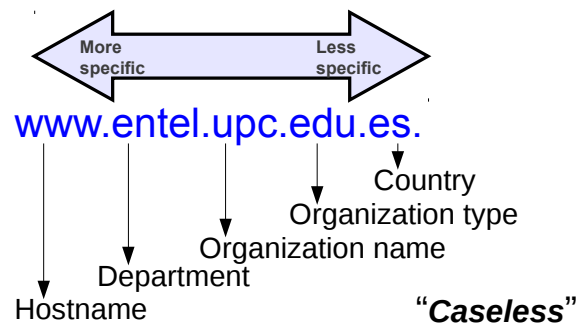 More specific
Less specific
www.entel.upc.edu.es.
Country
Organization type
Organization name
Department
Hostname
“Caseless”